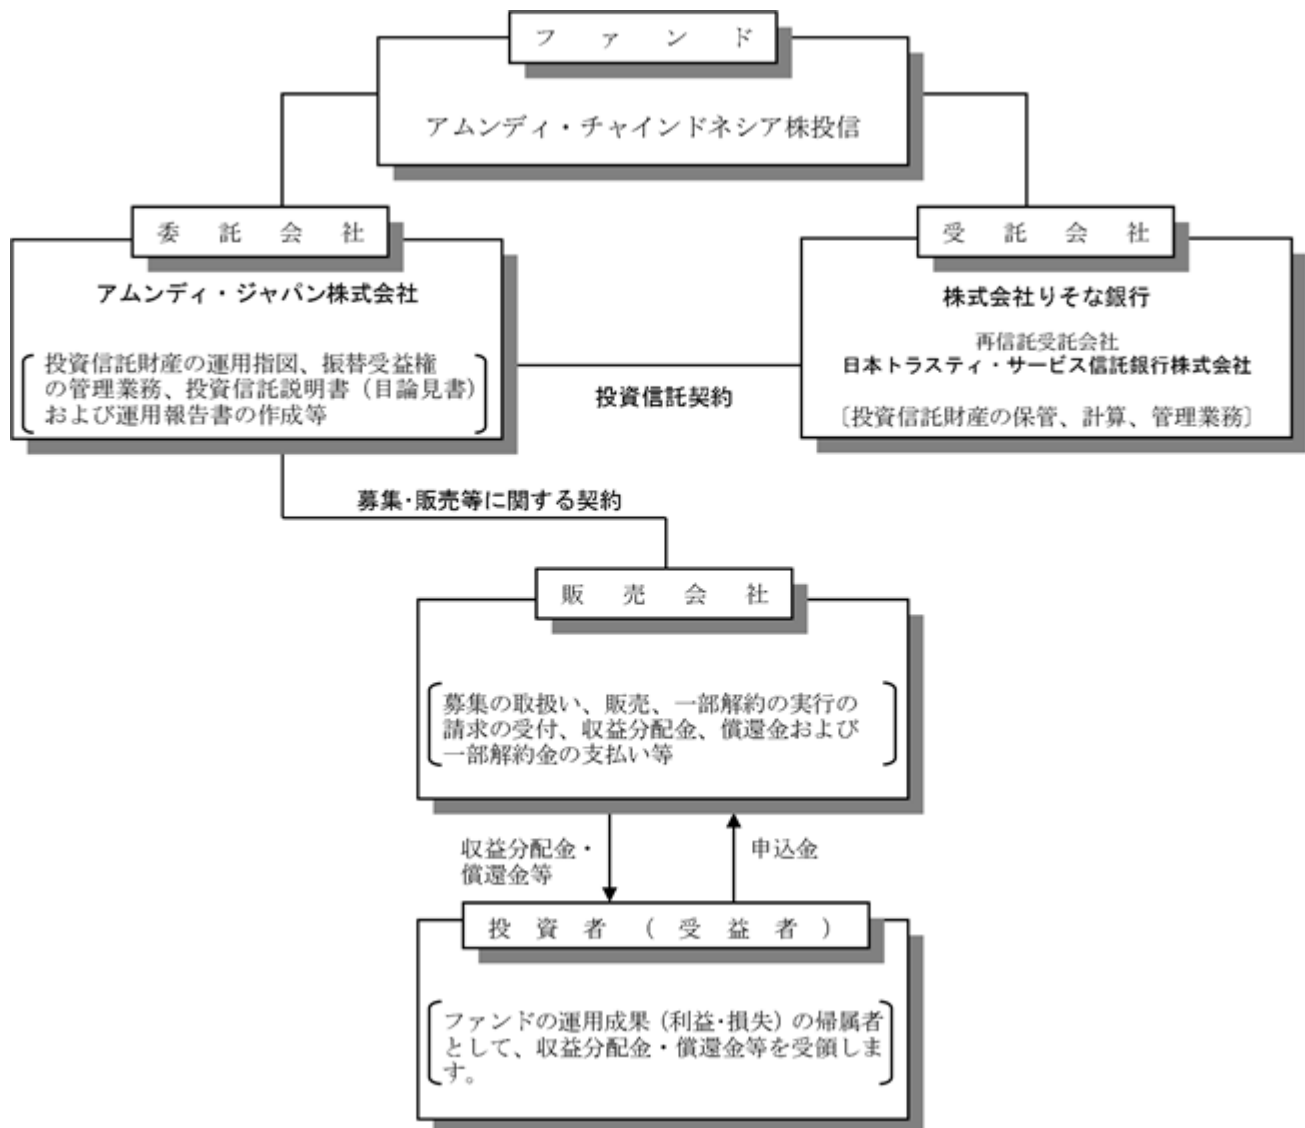 ファンド
アムンディ・チャインドネシア株投信
委託会社
アムンディ・ジャパン株式会社
投資信託財産の運用指図、振替受益権
の管理業務、投資信託説明書（目論見書）
および運用報告書の作成等
投資信託契約
受託会社
株式会社りそな銀行
再信託受託会社
日本トラスティ・サービス信託銀行株式会社
〔投資信託財産の保管、計算、管理業務〕
募集・販売等に関する契約
販売会社
募集の取扱い、販売、一部解約の実行の
請求の受付、収益分配金、償還金および
一部解約金の支払い等
収益分配金・
償還金等
申込金
投資者（受益者）
ファンドの運用成果（利益・損失）の帰属者
として、収益分配金・償還金等を受領しま
す。